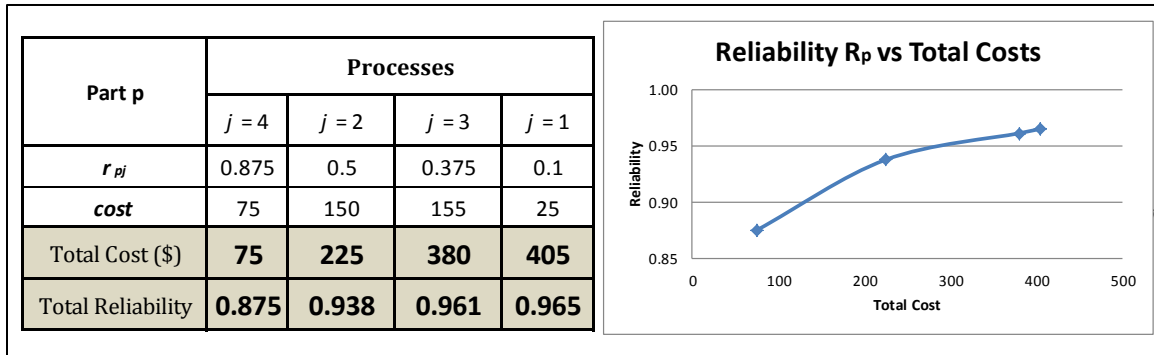 Part p
Processes
j = 4 j = 2 j = 3 j = 1
r pj 0.875 0.5 0.375 0.1
cost 75 150 155 25
Total Cost ($) 75 225 380 405
Total Reliability 0.875 0.938 0.961 0.965
Reliability Rp vs Total Costs
Reliability
1.00
0.95
0.90
0.85
0 100 200 300 400 500
Total Cost